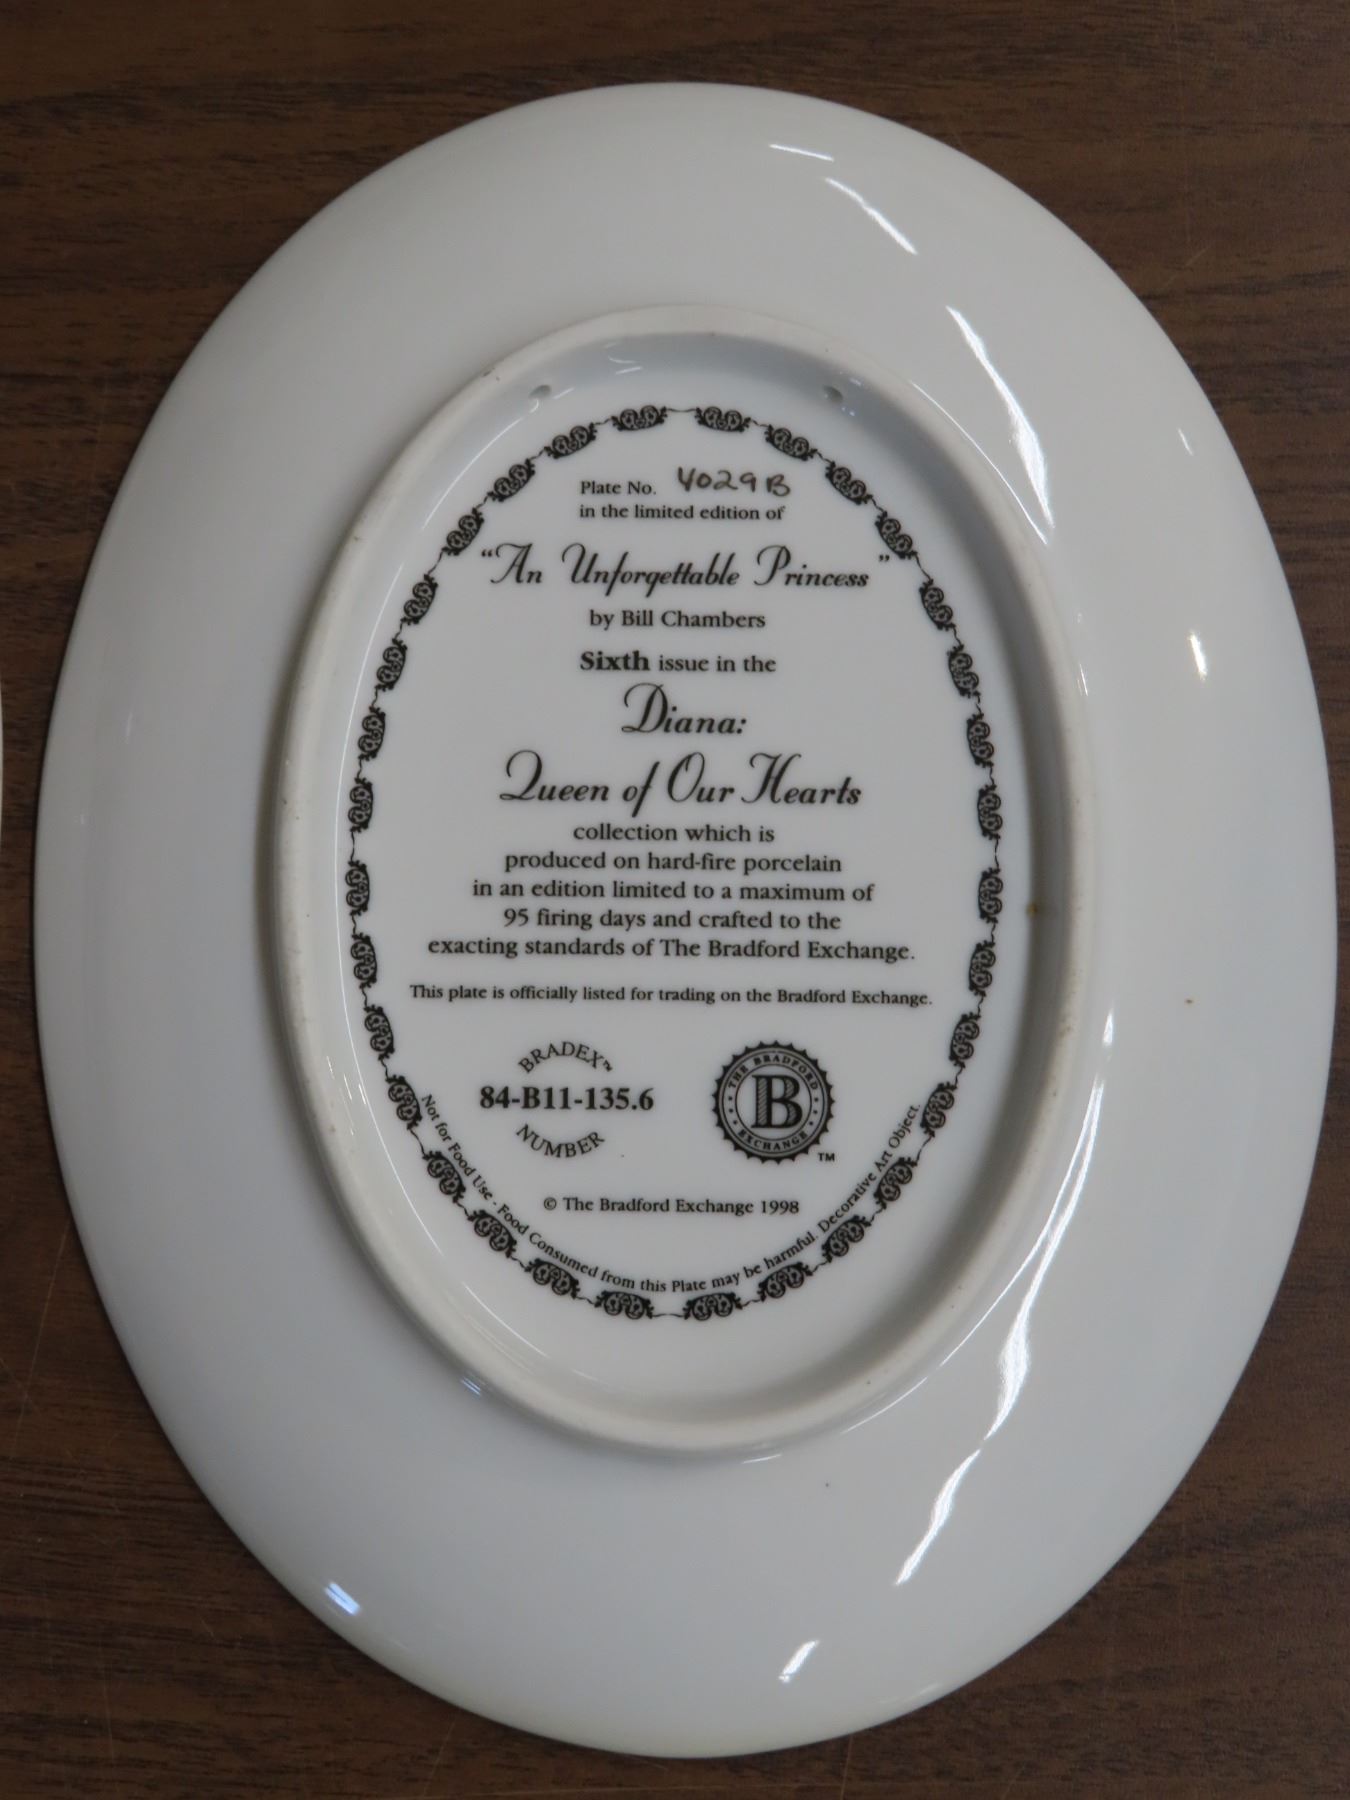 Plate No. 4029B
in the limited edition of
"An Unforgettable Princess"
by Bill Chambers
Sixth issue in the
Diana:
Queen of Our Hearts
collection which is
produced on hard-fire porcelain
in an edition limited to a maximum of
95 firing days and crafted to the
exacting standards of The Bradford Exchange.
This plate is officially listed for trading on the Bradford Exchange.
BRADEX™
84-B11-135.6
NUMBER
THE BRADFORD
B
EXCHANGE
TM
© The Bradford Exchange 1998
Not for Food Use - Food Consumed from this Plate may be harmful. Decorative Art Object.